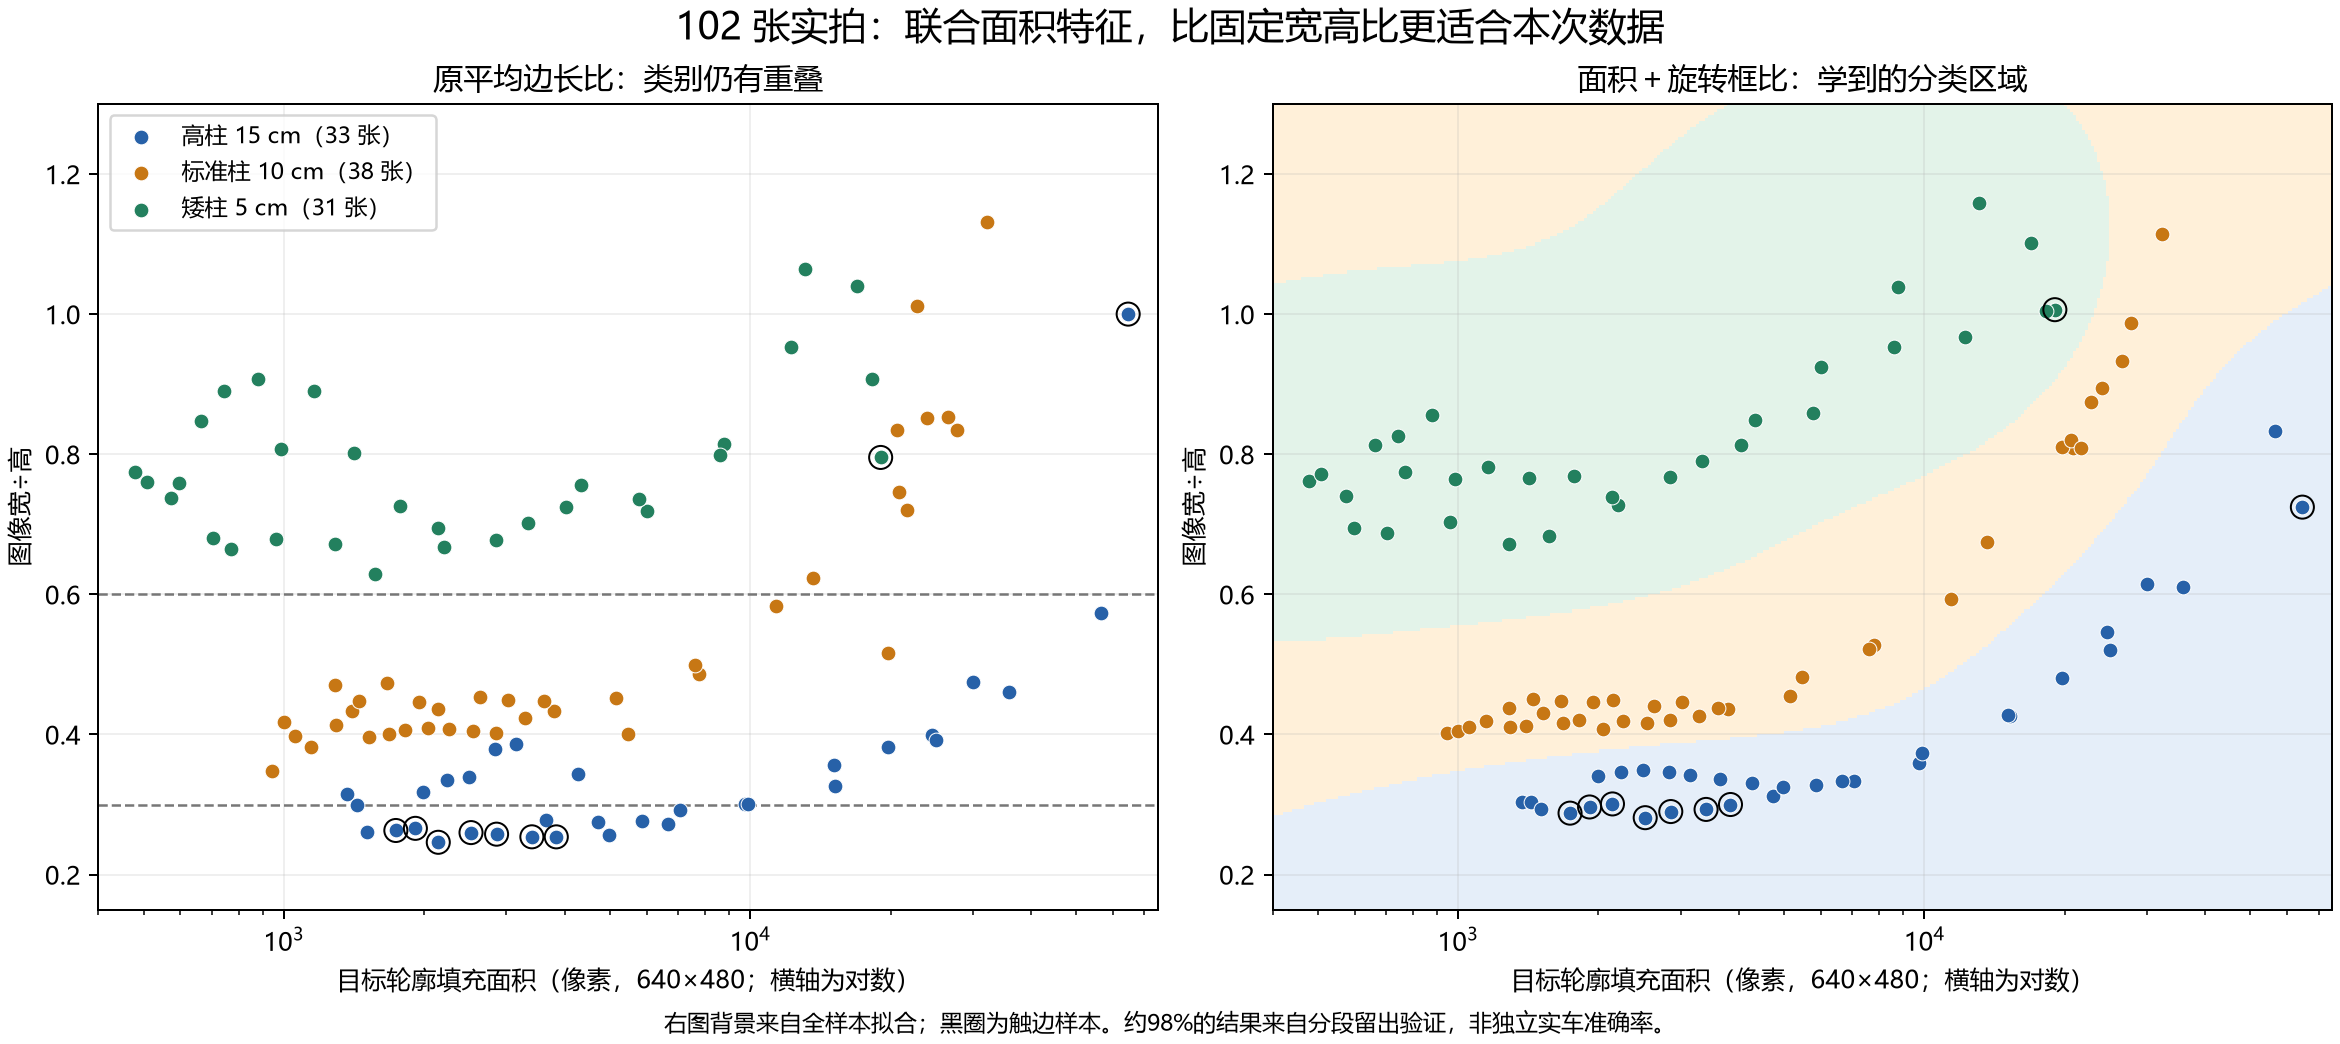 102 张实拍：联合面积特征，比固定宽高比更适合本次数据
原平均边长比：类别仍有重叠
高柱 15 cm（33 张）
标准柱 10 cm（38 张）
矮柱 5 cm（31 张）
图像宽÷高
1.2
1.0
0.8
0.6
0.4
0.2
10³
10⁴
目标轮廓填充面积（像素，640×480；横轴为对数）
面积＋旋转框比：学到的分类区域
图像宽÷高
1.2
1.0
0.8
0.6
0.4
0.2
10³
10⁴
目标轮廓填充面积（像素，640×480；横轴为对数）
右图背景来自全样本拟合；黑圈为触边样本。约98%的结果来自分段留出验证，非独立实车准确率。